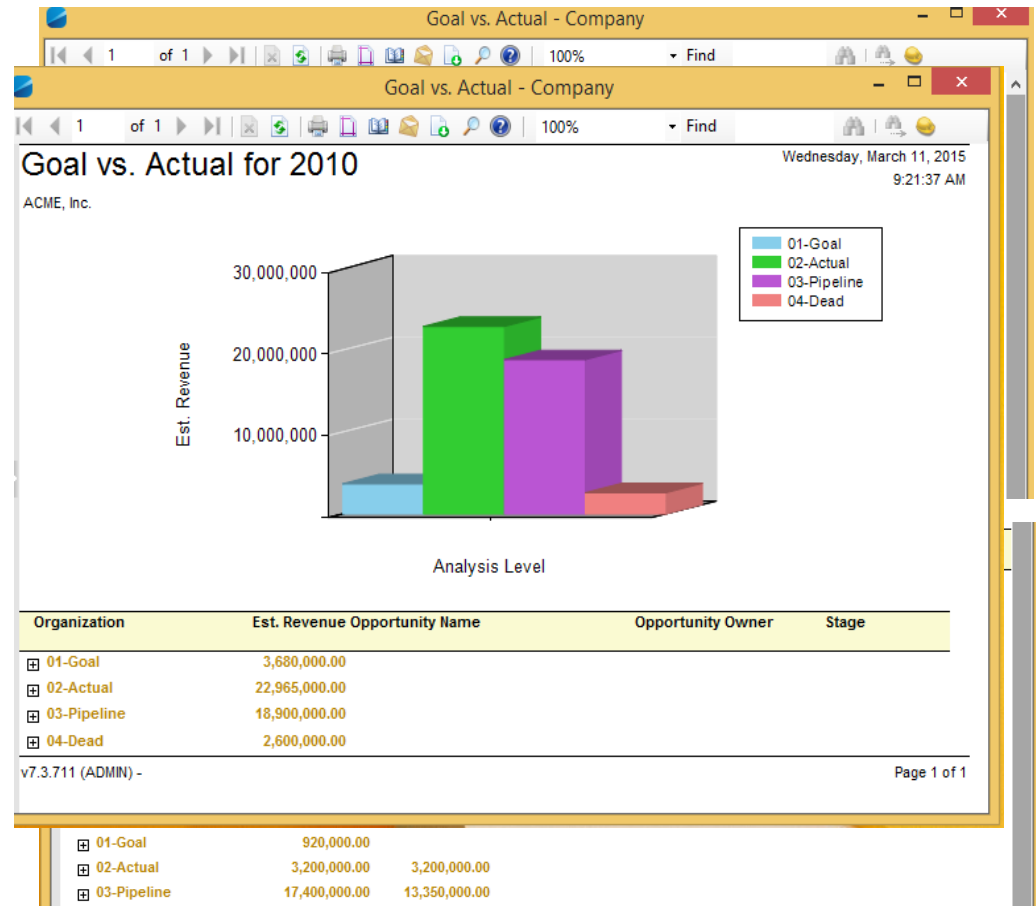 Goal vs. Actual - Company
1 of 1 100% Find
Goal vs. Actual - Company
1 of 1 100% Find
Goal vs. Actual for 2010
Wednesday, March 11, 2015
9:21:37 AM
ACME, Inc.
01-Goal
02-Actual
03-Pipeline
04-Dead
30,000,000
20,000,000
10,000,000
Est. Revenue
Analysis Level
Organization Est. Revenue Opportunity Name Opportunity Owner Stage
01-Goal 3,680,000.00
02-Actual 22,965,000.00
03-Pipeline 18,900,000.00
04-Dead 2,600,000.00
v7.3.711 (ADMIN) - Page 1 of 1
01-Goal 920,000.00
02-Actual 3,200,000.00 3,200,000.00
03-Pipeline 17,400,000.00 13,350,000.00